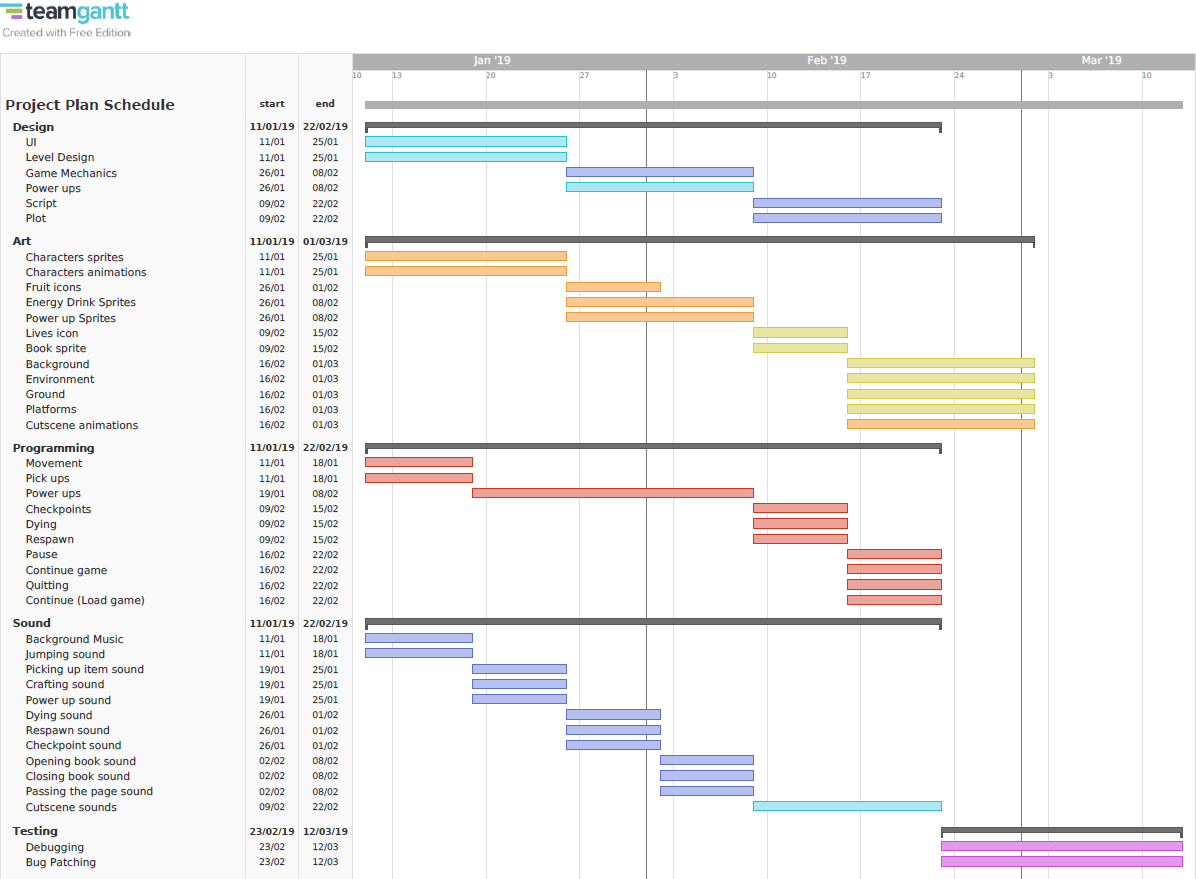 teamgantt
Created with Free Edition
Jan '19 Feb '19 Mar '19
10 13 20 27 3 10 17 24 3 10
Project Plan Schedule start end
Design 11/01/19 22/02/19
UI 11/01 25/01
Level Design 11/01 25/01
Game Mechanics 26/01 08/02
Power ups 26/01 08/02
Script 09/02 22/02
Plot 09/02 22/02
Art 11/01/19 01/03/19
Characters sprites 11/01 25/01
Characters animations 11/01 25/01
Fruit icons 26/01 01/02
Energy Drink Sprites 26/01 08/02
Power up Sprites 26/01 08/02
Lives icon 09/02 15/02
Book sprite 09/02 15/02
Background 16/02 01/03
Environment 16/02 01/03
Ground 16/02 01/03
Platforms 16/02 01/03
Cutscene animations 16/02 01/03
Programming 11/01/19 22/02/19
Movement 11/01 18/01
Pick ups 11/01 18/01
Power ups 19/01 08/02
Checkpoints 09/02 15/02
Dying 09/02 15/02
Respawn 09/02 15/02
Pause 16/02 22/02
Continue game 16/02 22/02
Quitting 16/02 22/02
Continue (Load game) 16/02 22/02
Sound 11/01/19 22/02/19
Background Music 11/01 18/01
Jumping sound 11/01 18/01
Picking up item sound 19/01 25/01
Crafting sound 19/01 25/01
Power up sound 19/01 25/01
Dying sound 26/01 01/02
Respawn sound 26/01 01/02
Checkpoint sound 26/01 01/02
Opening book sound 02/02 08/02
Closing book sound 02/02 08/02
Passing the page sound 02/02 08/02
Cutscene sounds 09/02 22/02
Testing 23/02/19 12/03/19
Debugging 23/02 12/03
Bug Patching 23/02 12/03